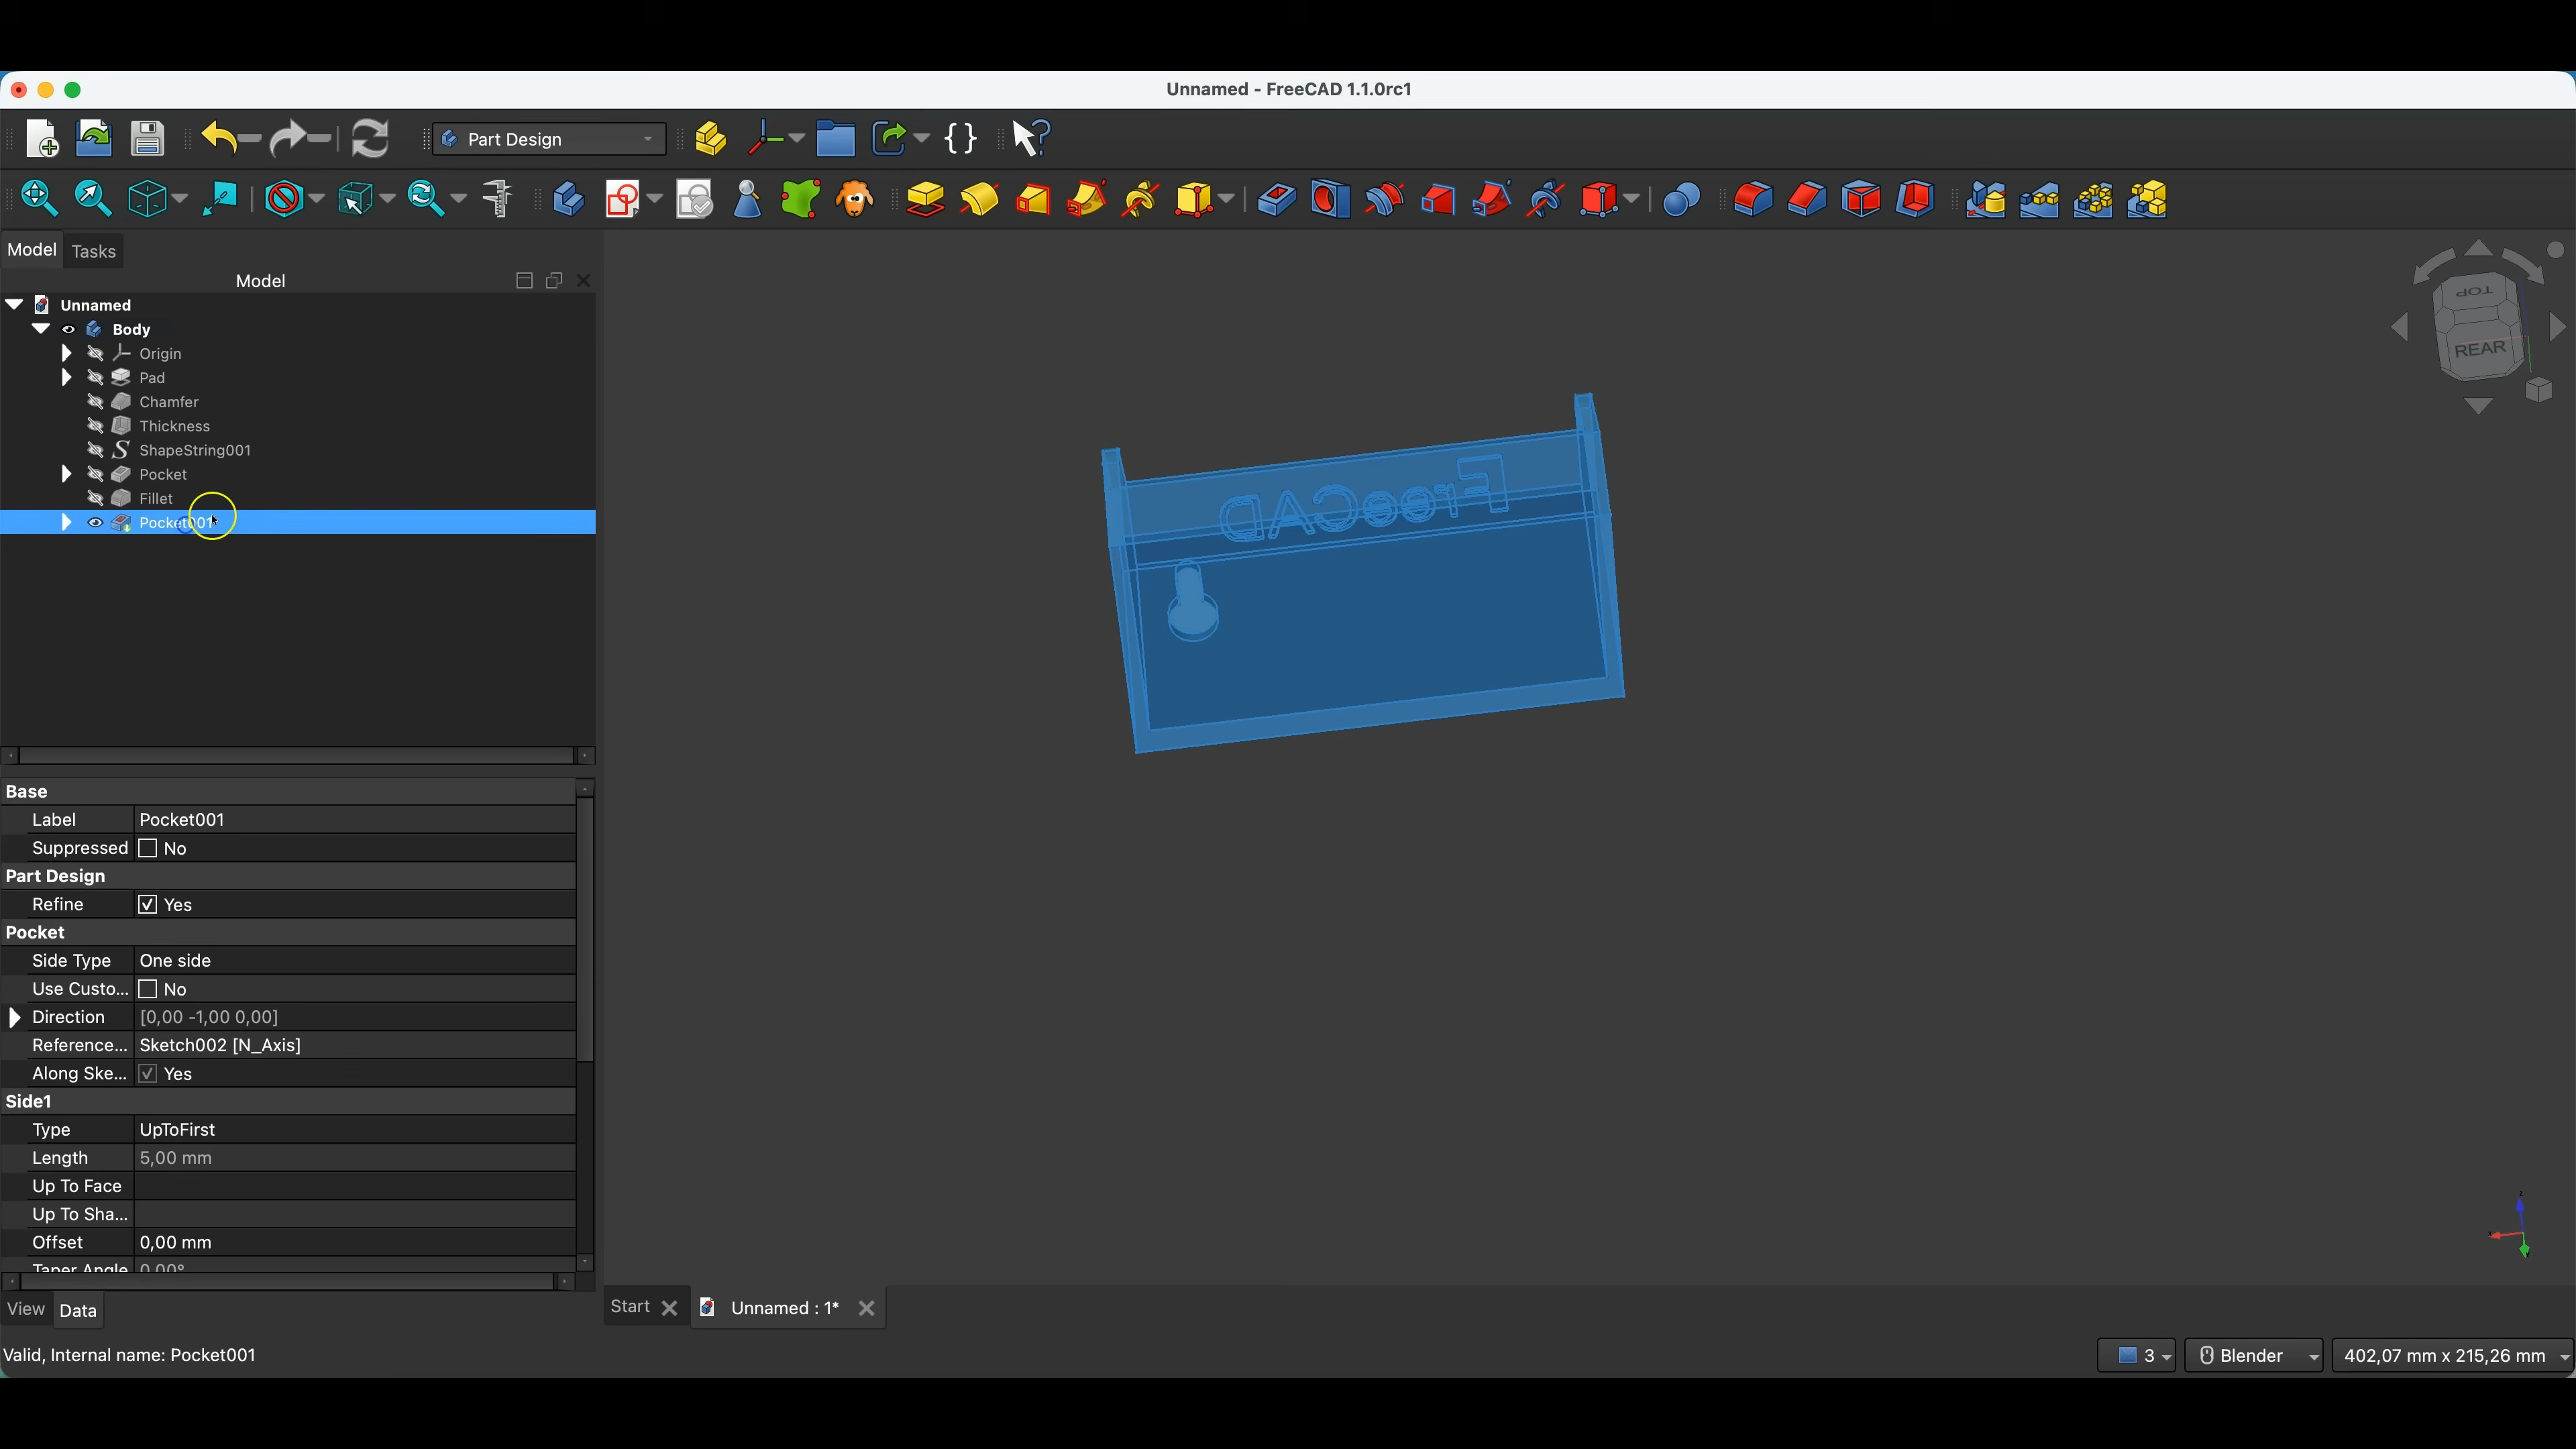 Unnamed - FreeCAD 1.1.0rc1
Part Design
Model
Tasks
Model
Unnamed
Body
Origin
Pad
Chamfer
Thickness
ShapeString001
Pocket
Fillet
Pocket001
TOP
REAR
FreeCAD
Base
Label Pocket001
Suppressed No
Part Design
Refine Yes
Pocket
Side Type One side
Use Custo... No
Direction [0,00 -1,00 0,00]
Reference... Sketch002 [N_Axis]
Along Ske... Yes
Side1
Type UpToFirst
Length 5,00 mm
Up To Face
Up To Sha...
Offset 0,00 mm
Taper Angle 0,00°
View
Data
Start
Unnamed : 1*
Valid, Internal name: Pocket001
3
Blender
402,07 mm x 215,26 mm